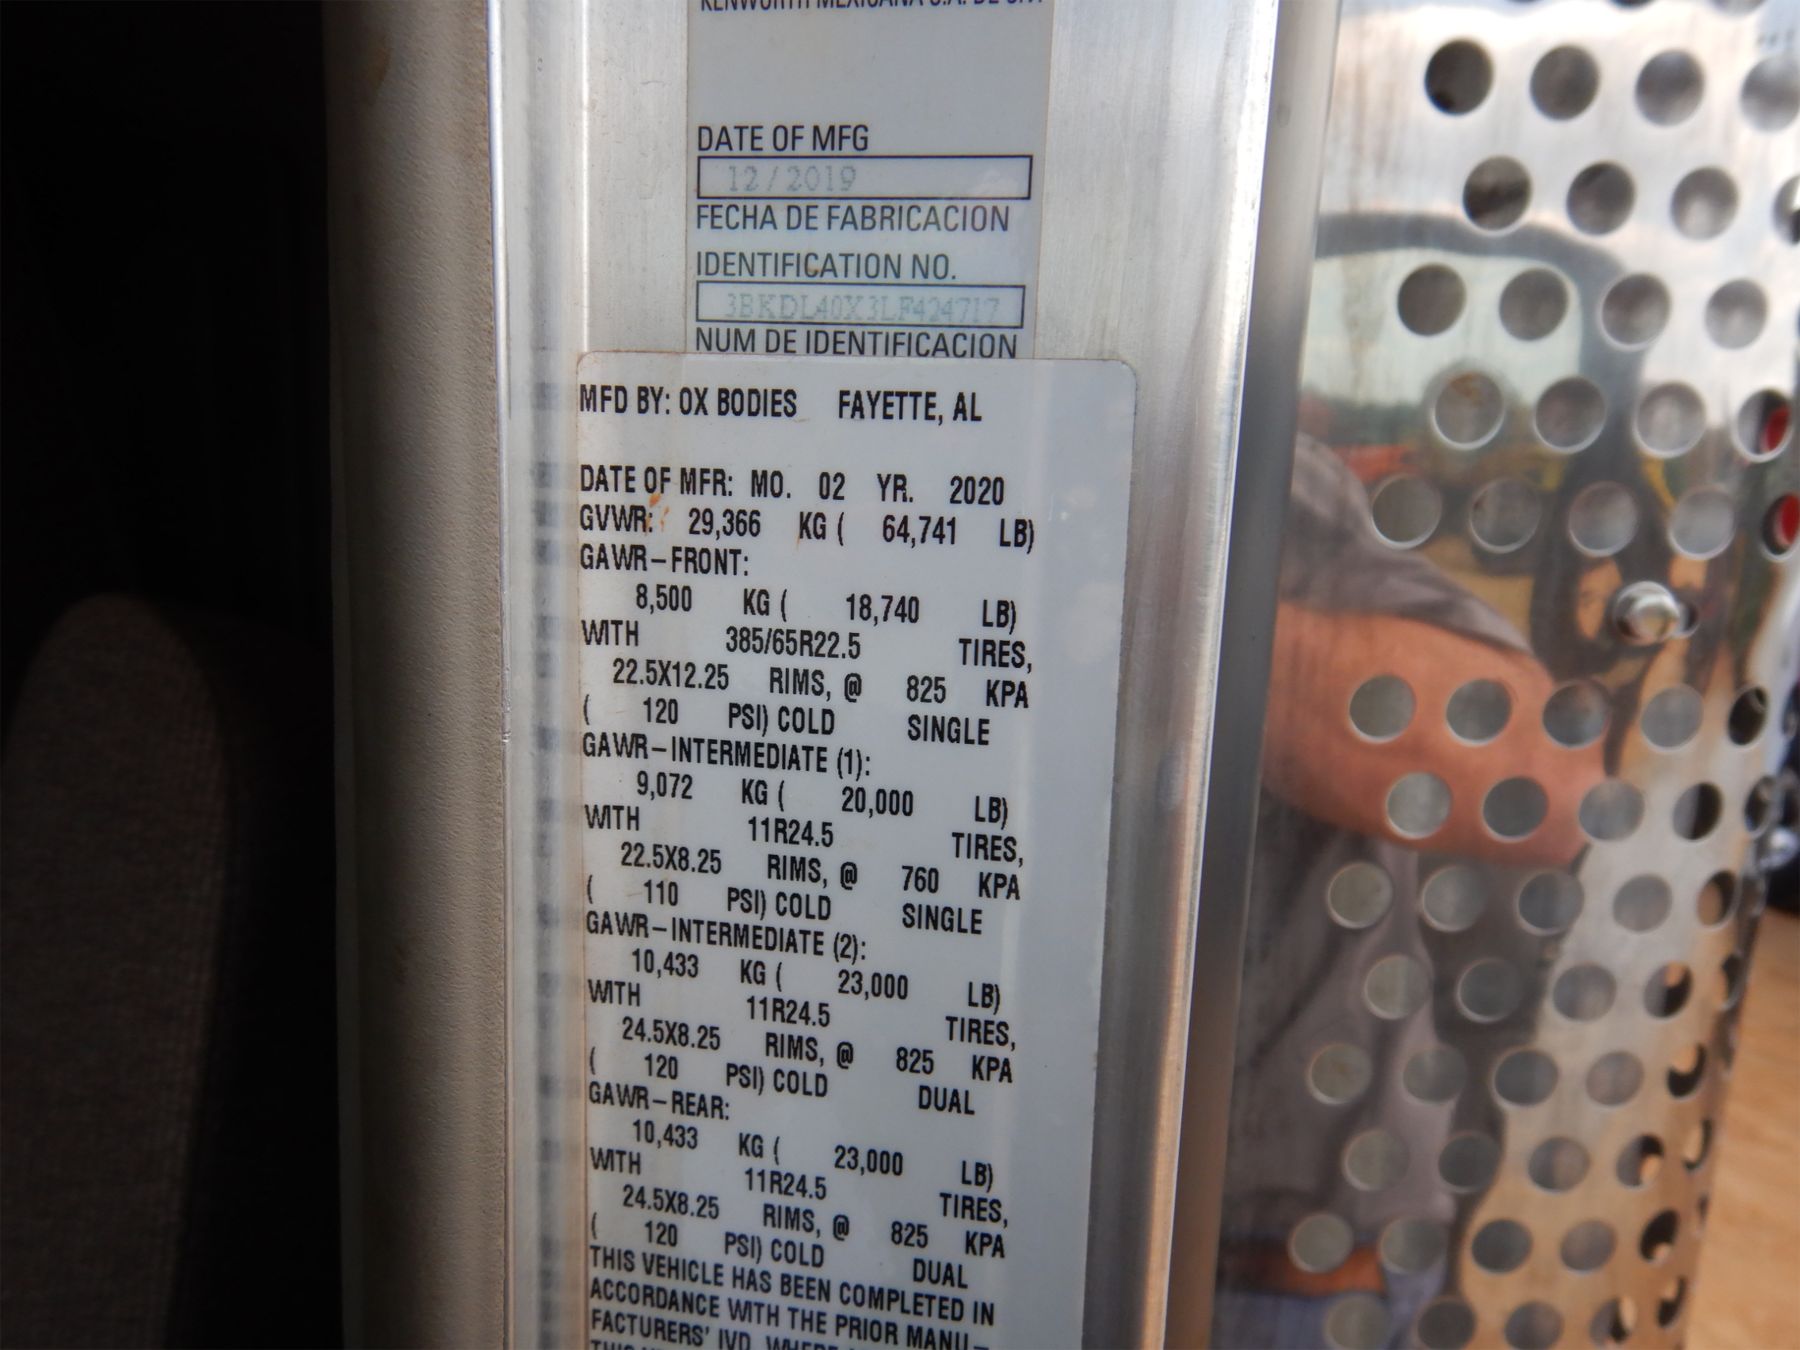 KENWORTH MEXICANA S.A. DE
DATE OF MFG
12/2019
FECHA DE FABRICACION
IDENTIFICATION NO.
3BKDL40X3LF424717
NUM DE IDENTIFICACION
MFD BY: OX BODIES FAYETTE, AL
DATE OF MFR: MO. 02 YR. 2020
GVWR: 29,366 KG ( 64,741 LB)
GAWR-FRONT:
8,500 KG ( 18,740 LB)
WITH 385/65R22.5 TIRES,
22.5X12.25 RIMS, @ 825 KPA
( 120 PSI) COLD SINGLE
GAWR-INTERMEDIATE (1):
9,072 KG ( 20,000 LB)
WITH 11R24.5 TIRES,
22.5X8.25 RIMS, @ 760 KPA
( 110 PSI) COLD SINGLE
GAWR-INTERMEDIATE (2):
10,433 KG ( 23,000 LB)
WITH 11R24.5 TIRES,
24.5X8.25 RIMS, @ 825 KPA
( 120 PSI) COLD DUAL
GAWR-REAR:
10,433 KG ( 23,000 LB)
WITH 11R24.5 TIRES,
24.5X8.25 RIMS, @ 825 KPA
( 120 PSI) COLD DUAL
THIS VEHICLE HAS BEEN COMPLETED IN
ACCORDANCE WITH THE PRIOR MANU-
FACTURERS' IVD, WHERE